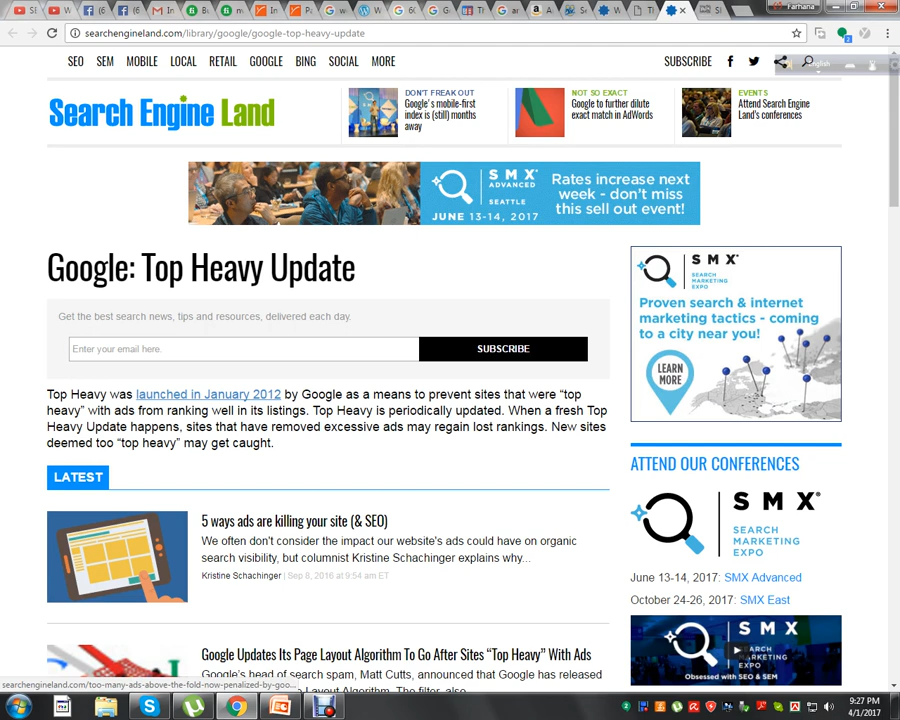 searchengineland.com/library/google/google-top-heavy-update
Farhana
SEO SEM MOBILE LOCAL RETAIL GOOGLE BING SOCIAL MORE SUBSCRIBE
English
Search Engine Land
DON'T FREAK OUT
Google's mobile-first
index is (still) months
away
NOT SO EXACT
Google to further dilute
exact match in AdWords
EVENTS
Attend Search Engine
Land's conferences
SMX
ADVANCED
SEATTLE
JUNE 13-14, 2017
Rates increase next
week - don't miss
this sell out event!
Google: Top Heavy Update
Get the best search news, tips and resources, delivered each day.
Enter your email here.
SUBSCRIBE
Top Heavy was launched in January 2012 by Google as a means to prevent sites that were “top
heavy” with ads from ranking well in its listings. Top Heavy is periodically updated. When a fresh Top
Heavy Update happens, sites that have removed excessive ads may regain lost rankings. New sites
deemed too “top heavy” may get caught.
LATEST
5 ways ads are killing your site (& SEO)
We often don't consider the impact our website's ads could have on organic
search visibility, but columnist Kristine Schachinger explains why...
Kristine Schachinger | Sep 8, 2016 at 9:54 am ET
Google Updates Its Page Layout Algorithm To Go After Sites “Top Heavy” With Ads
Google's head of search spam, Matt Cutts, announced that Google has released
Layout Algorithm. The filter, also
SMX
SEARCH
MARKETING
EXPO
Proven search & internet
marketing tactics - coming
to a city near you!
LEARN
MORE
ATTEND OUR CONFERENCES
SMX
SEARCH
MARKETING
EXPO
June 13-14, 2017: SMX Advanced
October 24-26, 2017: SMX East
SMX
SEARCH
MARKETING
EXPO
Obsessed with SEO & SEM
searchengineland.com/too-many-ads-above-the-fold-now-penalized-by-goo...
9:27 PM
4/1/2017